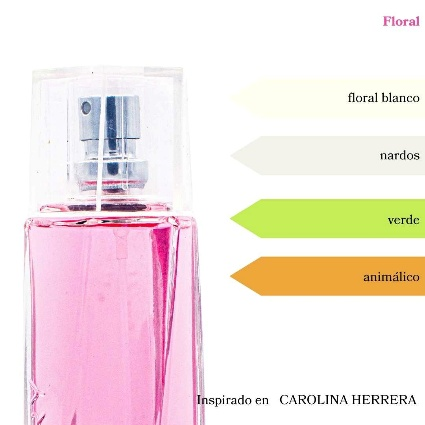 Floral
floral blanco
nardos
verde
animálico
Inspirado en CAROLINA HERRERA